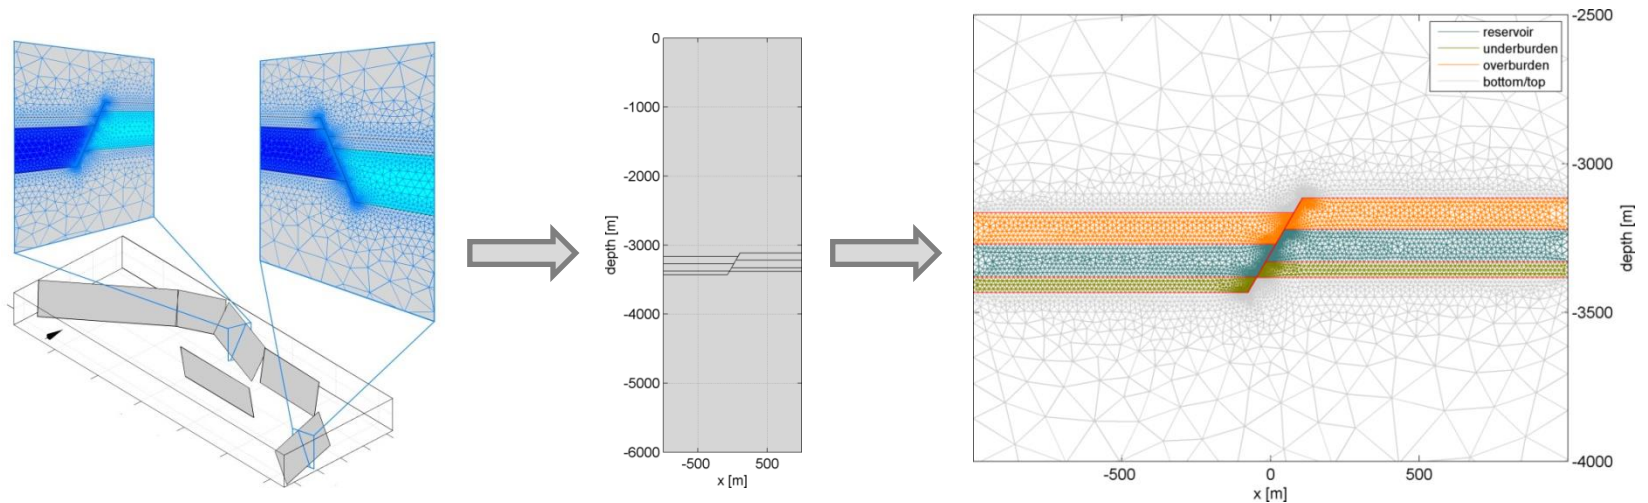 0
-1000
-2000
-3000
-4000
-5000
-6000
depth [m]
-500
500
x [m]
reservoir
underburden
overburden
bottom/top
-2500
-3000
-3500
-4000
depth [m]
-500
0
500
x [m]